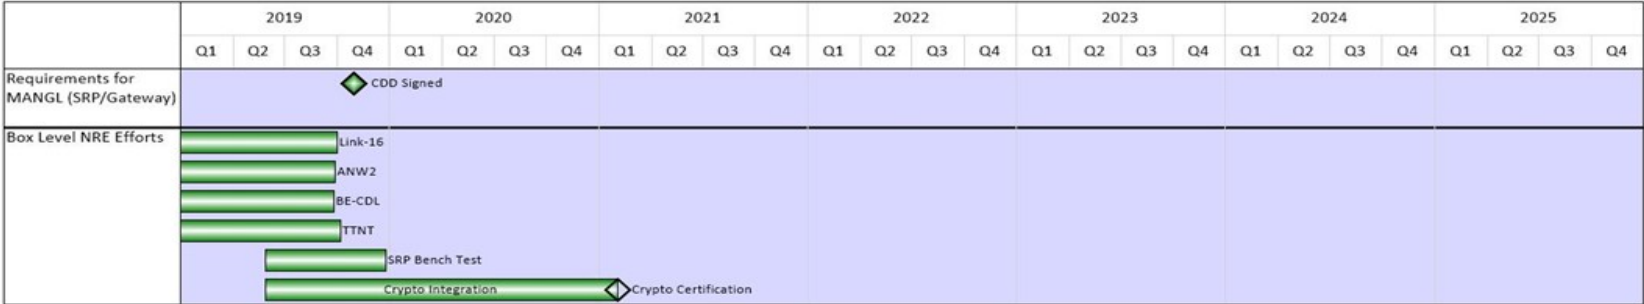 2019 2020 2021 2022 2023 2024 2025
Q1 Q2 Q3 Q4 Q1 Q2 Q3 Q4 Q1 Q2 Q3 Q4 Q1 Q2 Q3 Q4 Q1 Q2 Q3 Q4 Q1 Q2 Q3 Q4 Q1 Q2 Q3 Q4
Requirements for
MANGL (SRP/Gateway)
CDD Signed
Box Level NRE Efforts
Link-16
ANW2
BE-CDL
TTNT
SRP Bench Test
Crypto Integration
Crypto Certification